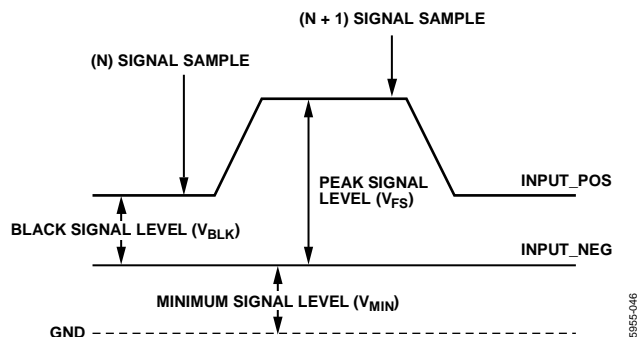 (N + 1) SIGNAL SAMPLE
(N) SIGNAL SAMPLE
PEAK SIGNAL
LEVEL (VFS)
INPUT_POS
BLACK SIGNAL LEVEL (VBLK)
INPUT_NEG
MINIMUM SIGNAL LEVEL (VMIN)
GND
5955-046